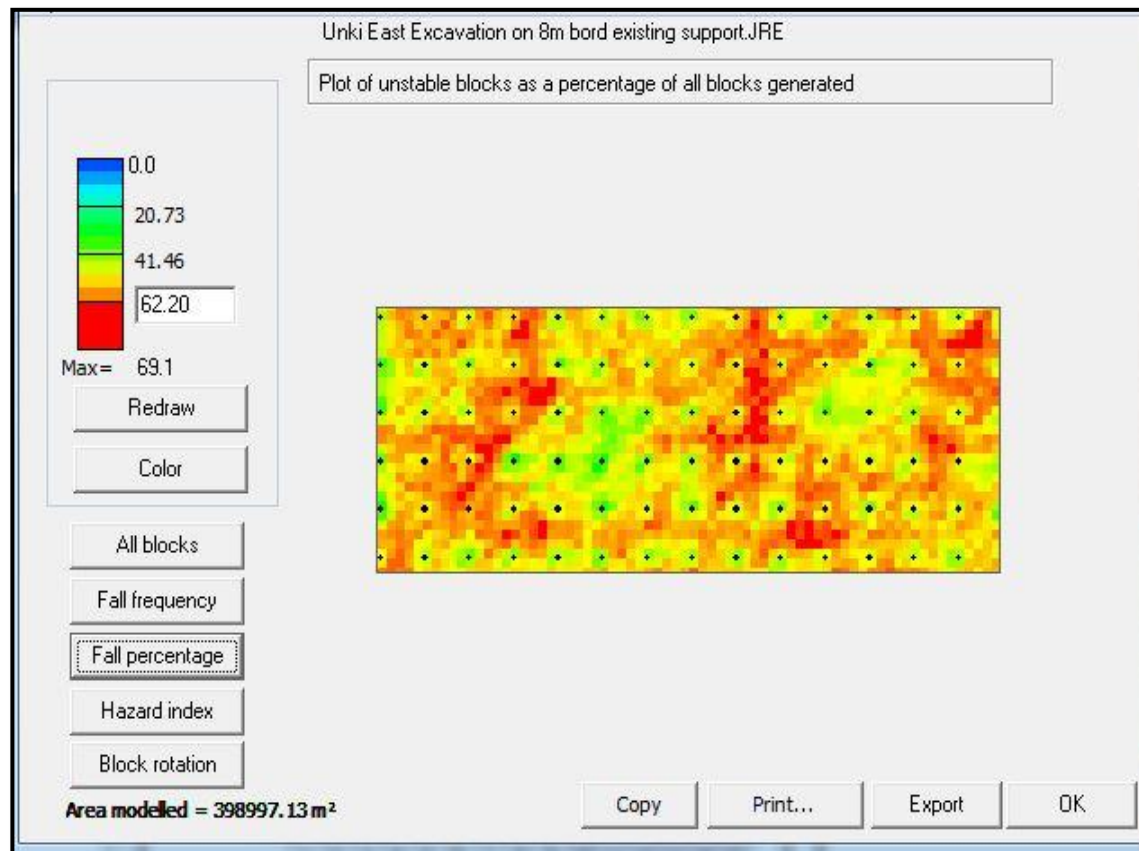 Unki East Excavation on 8m bord existing support.JRE
Plot of unstable blocks as a percentage of all blocks generated
0.0
20.73
41.46
62.20
Max= 69.1
Redraw
Color
All blocks
Fall frequency
Fall percentage
Hazard index
Block rotation
Area modelled = 398997.13 m²
Copy
Print...
Export
OK